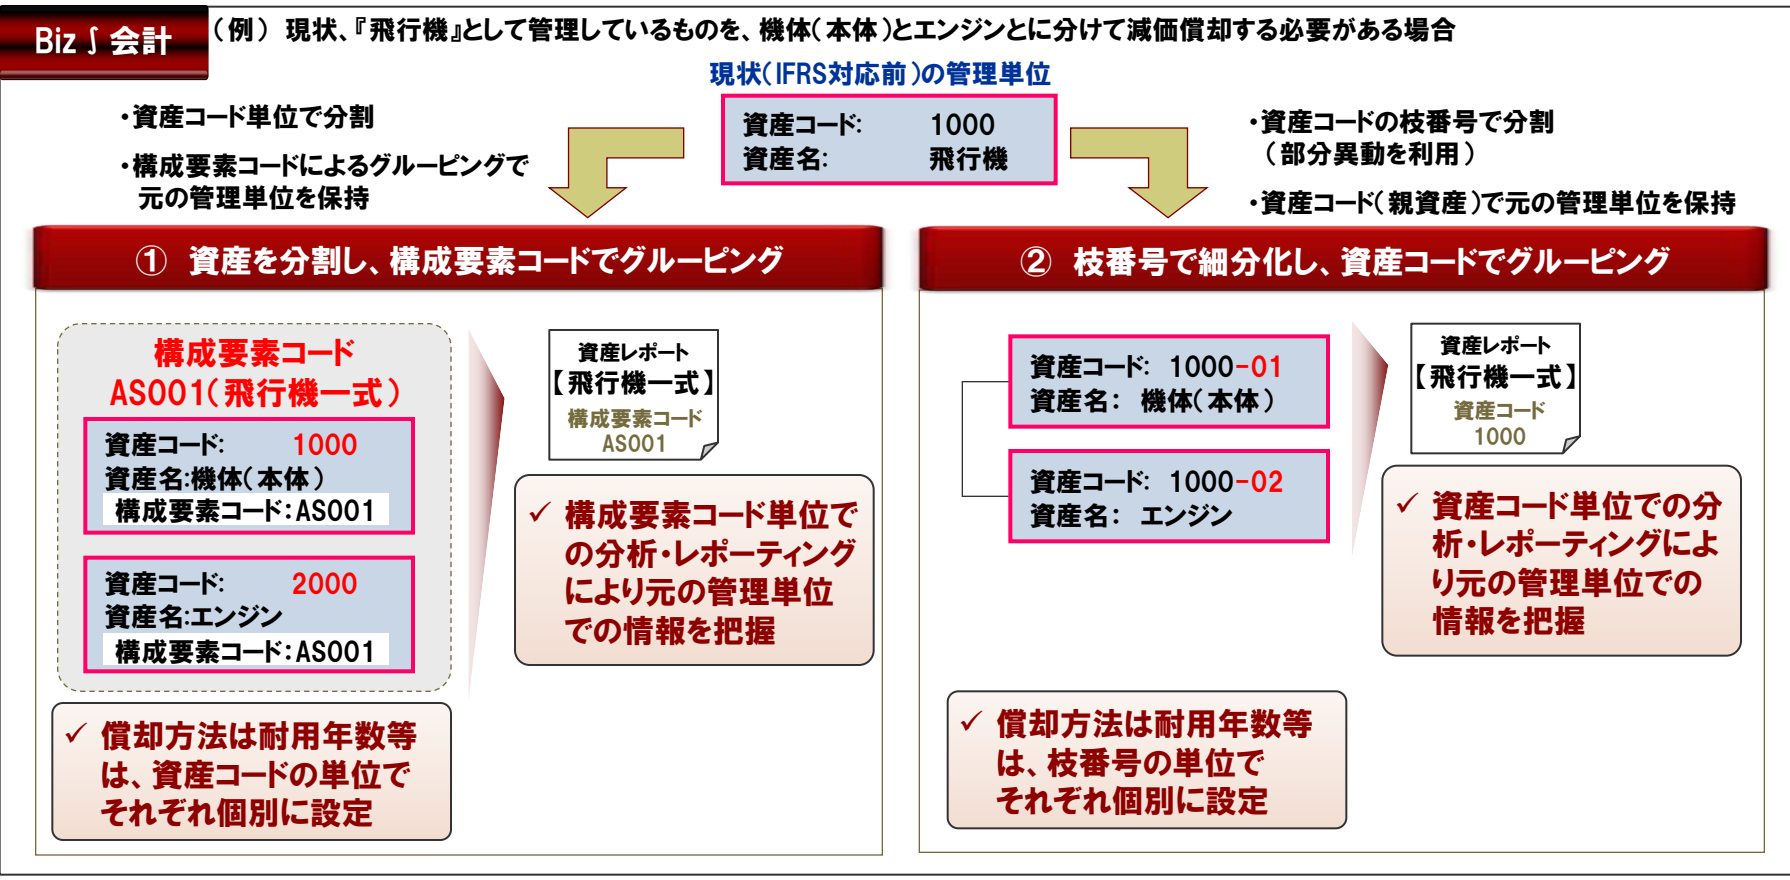 Biz∫会計
（例） 現状、『飛行機』として管理しているものを、機体（本体）とエンジンとに分けて減価償却する必要がある場合
現状（IFRS対応前）の管理単位
資産コード: 1000
資産名: 飛行機
・資産コード単位で分割
・構成要素コードによるグルーピングで
元の管理単位を保持
・資産コードの枝番号で分割
（部分異動を利用）
・資産コード（親資産）で元の管理単位を保持
① 資産を分割し、構成要素コードでグルーピング
構成要素コード
AS001（飛行機一式）
資産コード: 1000
資産名:機体（本体）
構成要素コード：AS001
資産コード: 2000
資産名:エンジン
構成要素コード：AS001
資産レポート
【飛行機一式】
構成要素コード
AS001
✓ 構成要素コード単位で
の分析・レポーティング
により元の管理単位
での情報を把握
✓ 償却方法は耐用年数等
は、資産コードの単位で
それぞれ個別に設定
② 枝番号で細分化し、資産コードでグルーピング
資産コード: 1000-01
資産名: 機体（本体）
資産コード: 1000-02
資産名: エンジン
資産レポート
【飛行機一式】
資産コード
1000
✓ 資産コード単位での分
析・レポーティングによ
り元の管理単位での
情報を把握
✓ 償却方法は耐用年数等
は、枝番号の単位で
それぞれ個別に設定